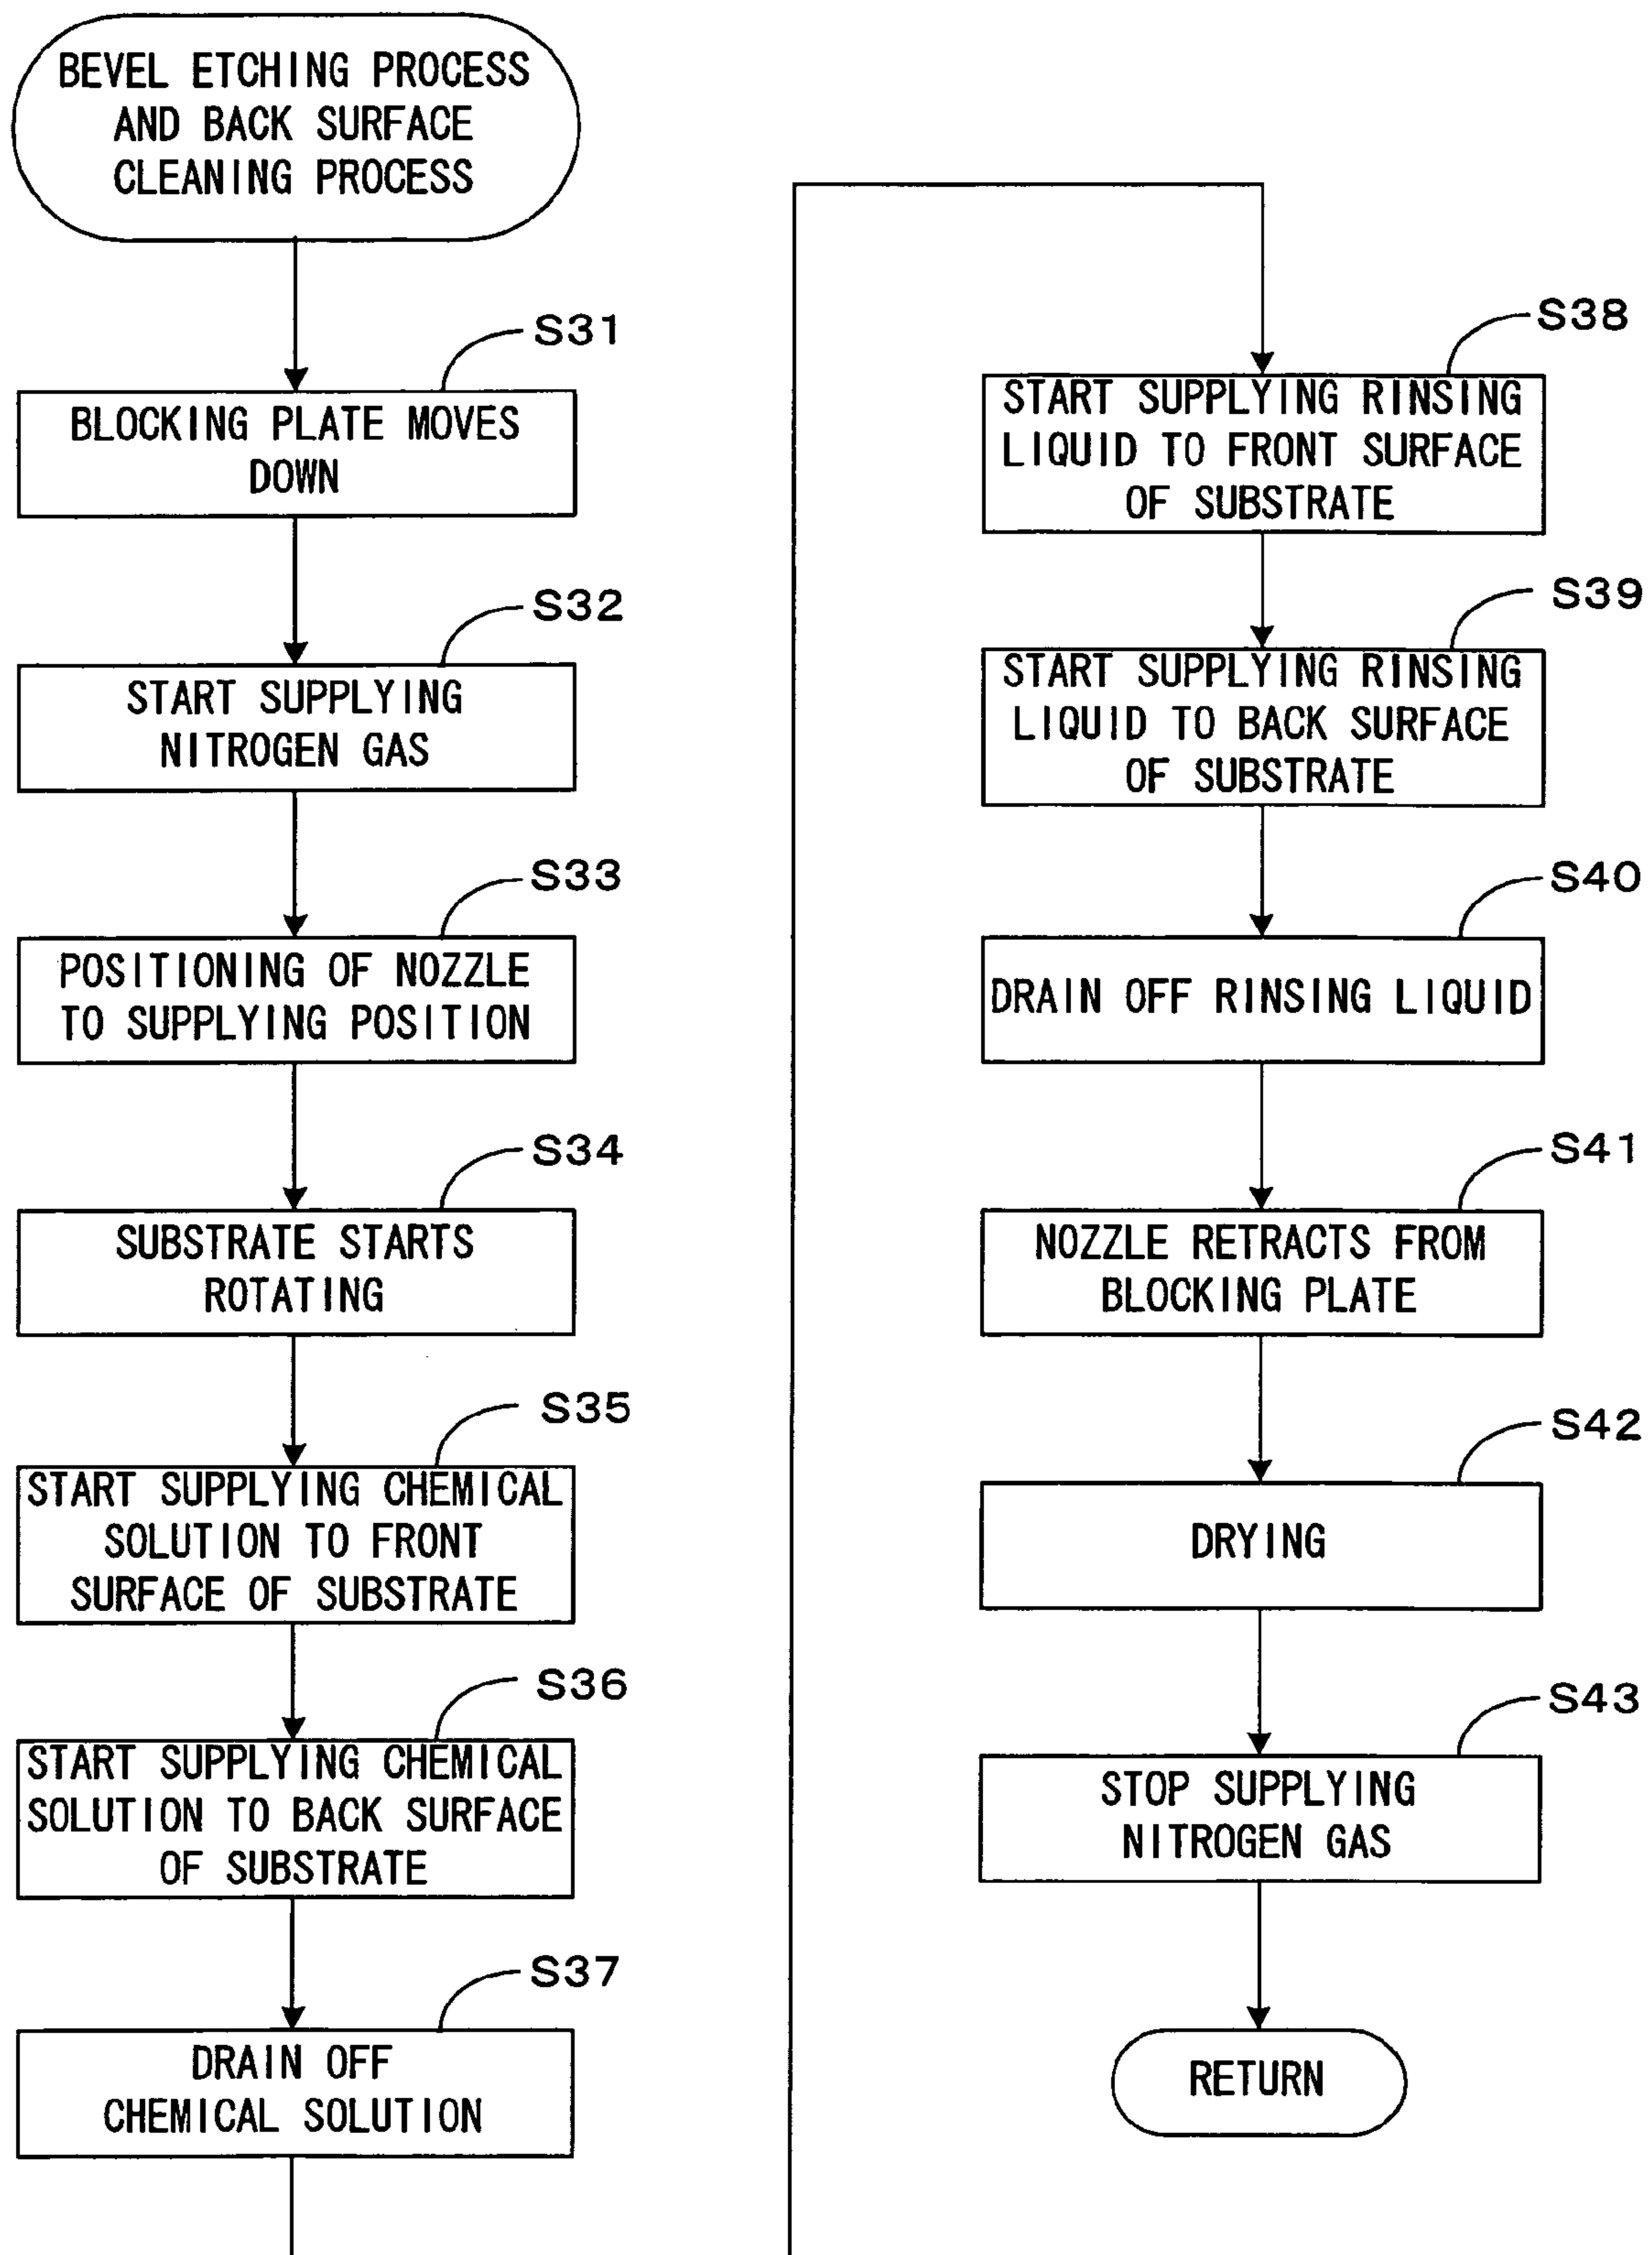 BEVEL ETCHING PROCESS
AND BACK SURFACE
CLEANING PROCESS
S31
BLOCKING PLATE MOVES
DOWN
S32
START SUPPLYING
NITROGEN GAS
S33
POSITIONING OF NOZZLE
TO SUPPLYING POSITION
S34
SUBSTRATE STARTS
ROTATING
S35
START SUPPLYING CHEMICAL
SOLUTION TO FRONT
SURFACE OF SUBSTRATE
S36
START SUPPLYING CHEMICAL
SOLUTION TO BACK SURFACE
OF SUBSTRATE
S37
DRAIN OFF
CHEMICAL SOLUTION
S38
START SUPPLYING RINSING
LIQUID TO FRONT SURFACE
OF SUBSTRATE
S39
START SUPPLYING RINSING
LIQUID TO BACK SURFACE
OF SUBSTRATE
S40
DRAIN OFF RINSING LIQUID
S41
NOZZLE RETRACTS FROM
BLOCKING PLATE
S42
DRYING
S43
STOP SUPPLYING
NITROGEN GAS
RETURN